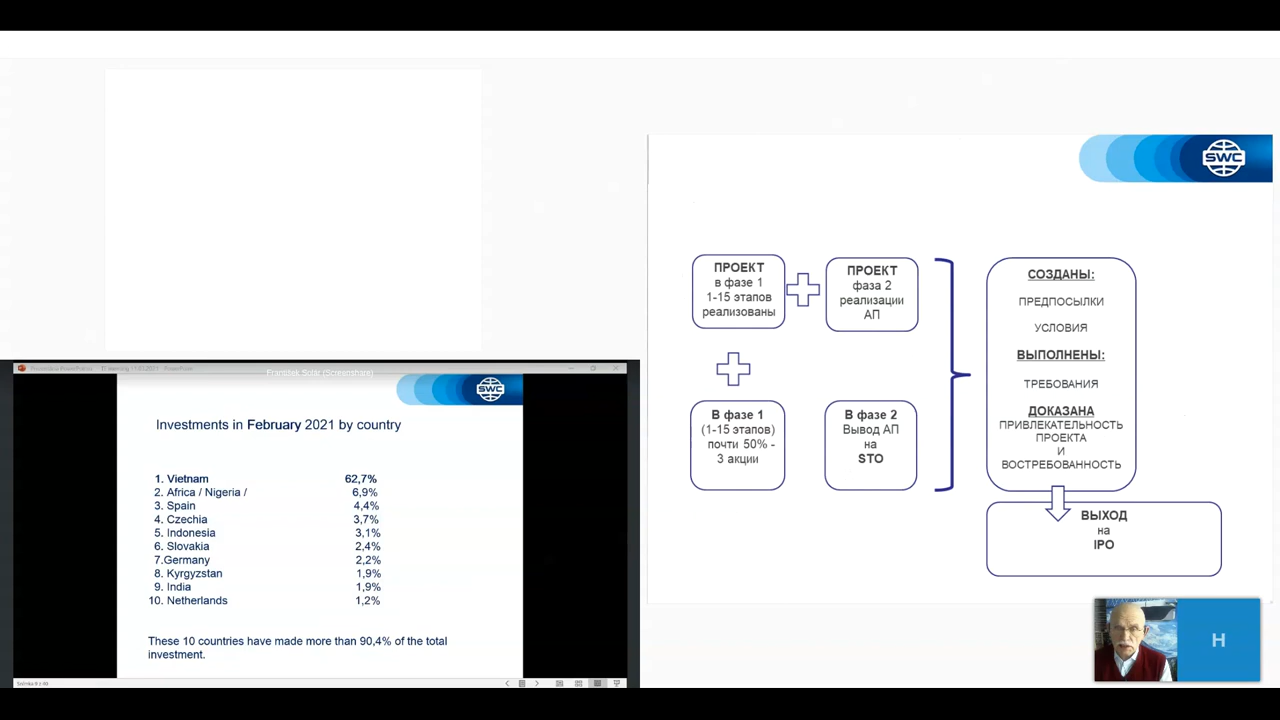 František Solár (Screenshare)
SWC
Investments in February 2021 by country
1. Vietnam 62,7%
2. Africa / Nigeria / 6,9%
3. Spain 4,4%
4. Czechia 3,7%
5. Indonesia 3,1%
6. Slovakia 2,4%
7.Germany 2,2%
8. Kyrgyzstan 1,9%
9. India 1,9%
10. Netherlands 1,2%
These 10 countries have made more than 90,4% of the total
investment.
SWC
ПРОЕКТ
в фазе 1
1-15 этапов
реализованы
ПРОЕКТ
фаза 2
реализации
АП
В фазе 1
(1-15 этапов)
почти 50% -
3 акции
В фазе 2
Вывод АП
на
STO
СОЗДАНЫ:
ПРЕДПОСЫЛКИ
УСЛОВИЯ
ВЫПОЛНЕНЫ:
ТРЕБОВАНИЯ
ДОКАЗАНА
ПРИВЛЕКАТЕЛЬНОСТЬ
ПРОЕКТА
И
ВОСТРЕБОВАННОСТЬ
ВЫХОД
на
IPO
H